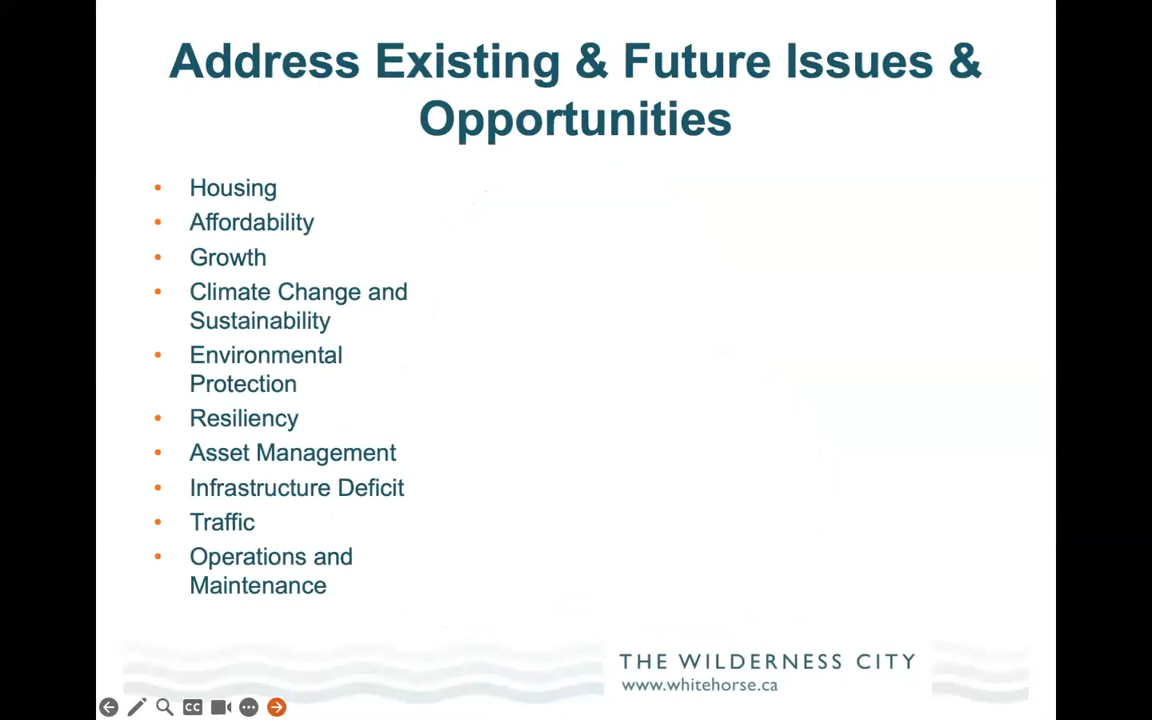 Address Existing & Future Issues &
Opportunities
• Housing
• Affordability
• Growth
• Climate Change and
Sustainability
• Environmental
Protection
• Resiliency
• Asset Management
• Infrastructure Deficit
• Traffic
• Operations and
Maintenance
THE WILDERNESS CITY
www.whitehorse.ca
CC